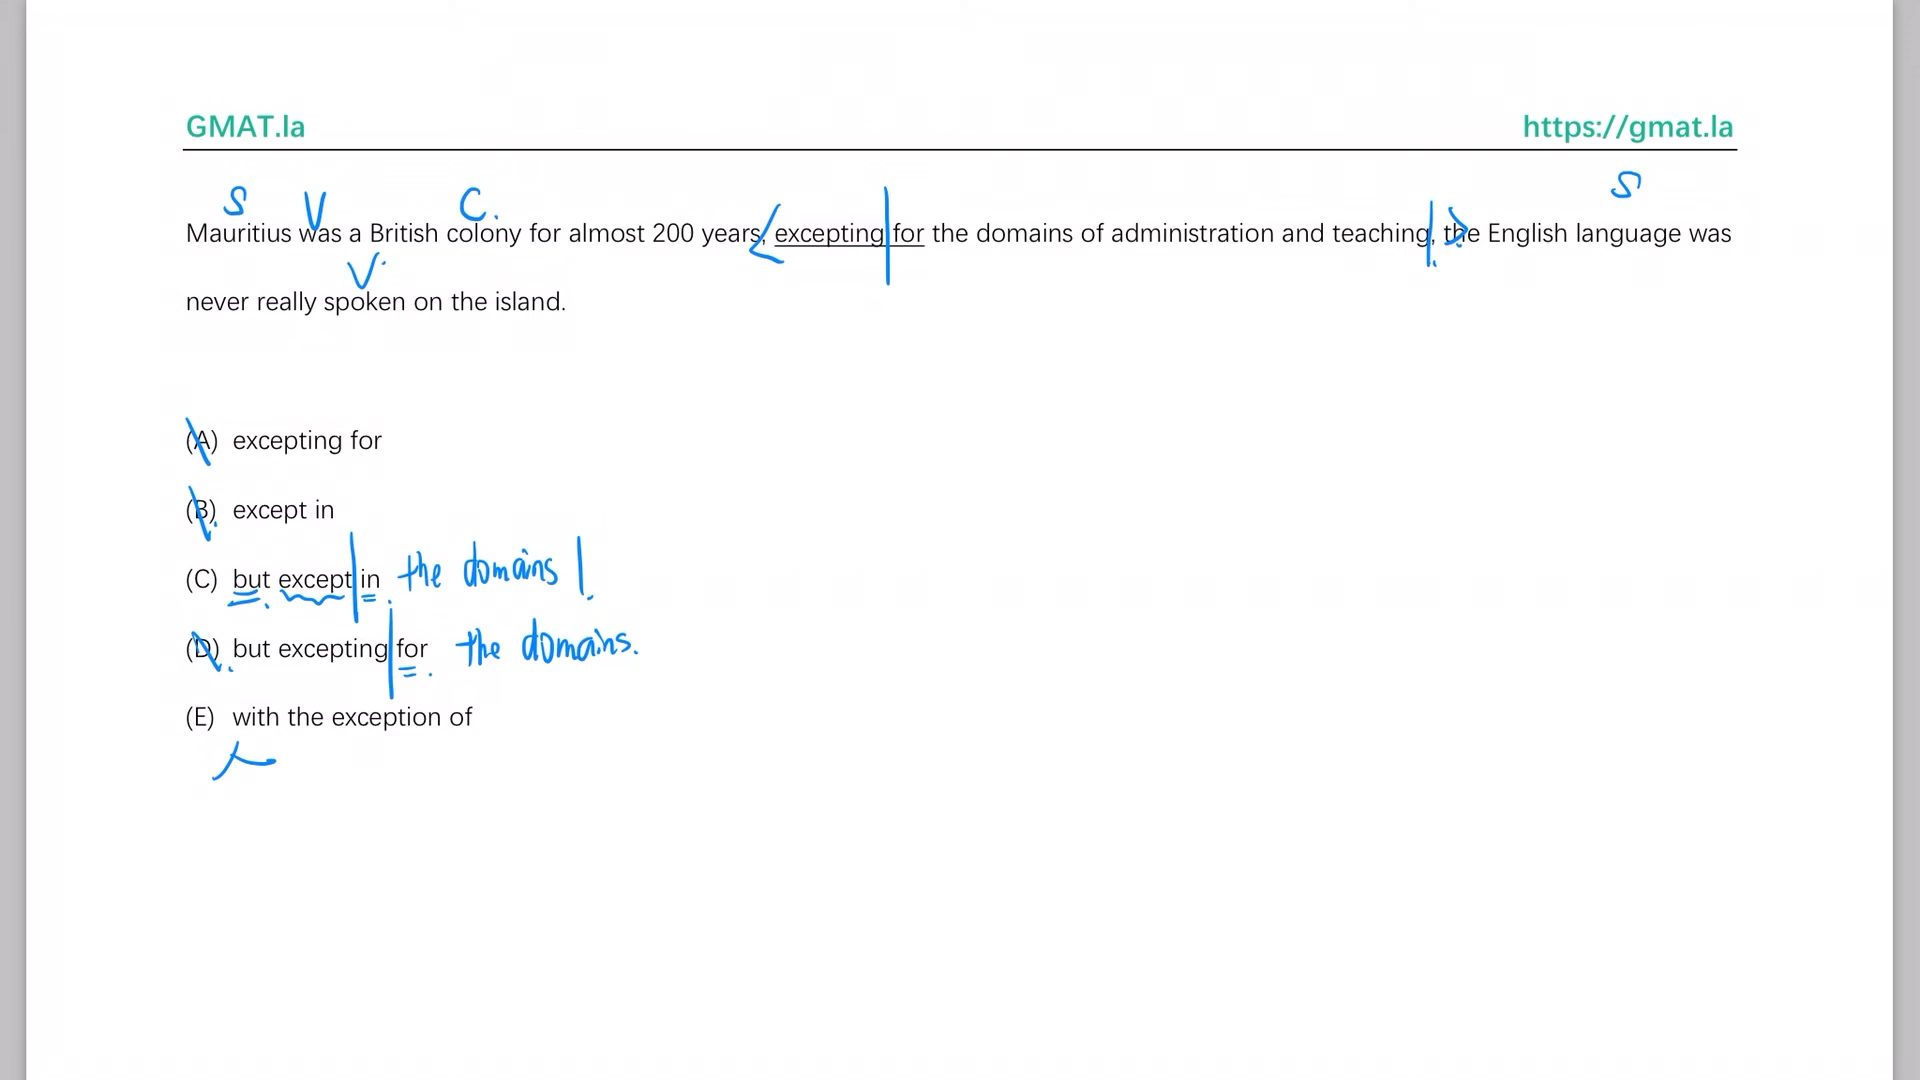 GMAT.la https://gmat.la
S V C. S
Mauritius was a British colony for almost 200 years, excepting for the domains of administration and teaching, the English language was
V.
never really spoken on the island.
(A) excepting for
(B) except in
(C) but except in the domains
(D) but excepting for the domains.
(E) with the exception of